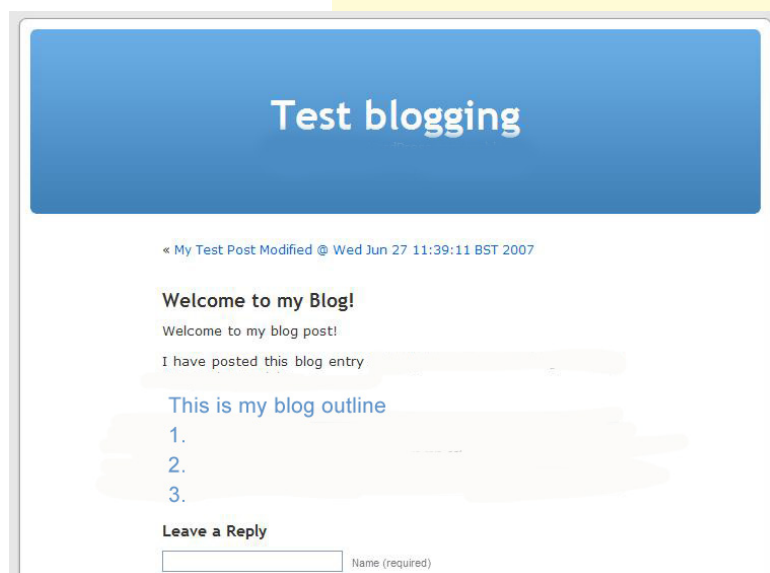 Test blogging
« My Test Post Modified @ Wed Jun 27 11:39:11 BST 2007
Welcome to my Blog!
Welcome to my blog post!
I have posted this blog entry
This is my blog outline
1.
2.
3.
Leave a Reply
Name (required)